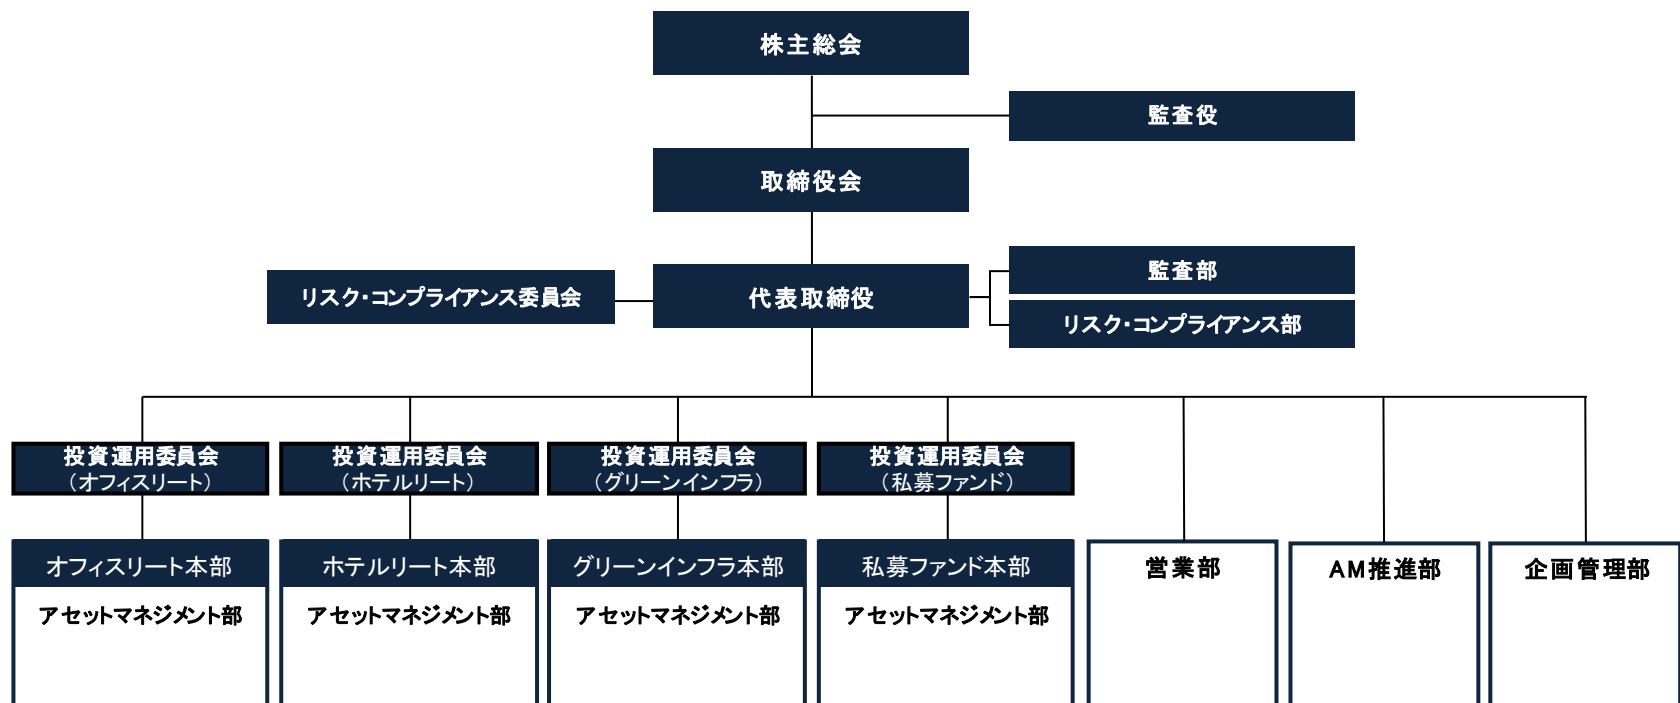 株主総会
監査役
取締役会
監査部
リスク・コンプライアンス委員会
代表取締役
リスク・コンプライアンス部
投資運用委員会
（オフィスリート）
投資運用委員会
（ホテルリート）
投資運用委員会
（グリーンインフラ）
投資運用委員会
（私募ファンド）
オフィスリート本部
アセットマネジメント部
ホテルリート本部
アセットマネジメント部
グリーンインフラ本部
アセットマネジメント部
私募ファンド本部
アセットマネジメント部
営業部
AM推進部
企画管理部